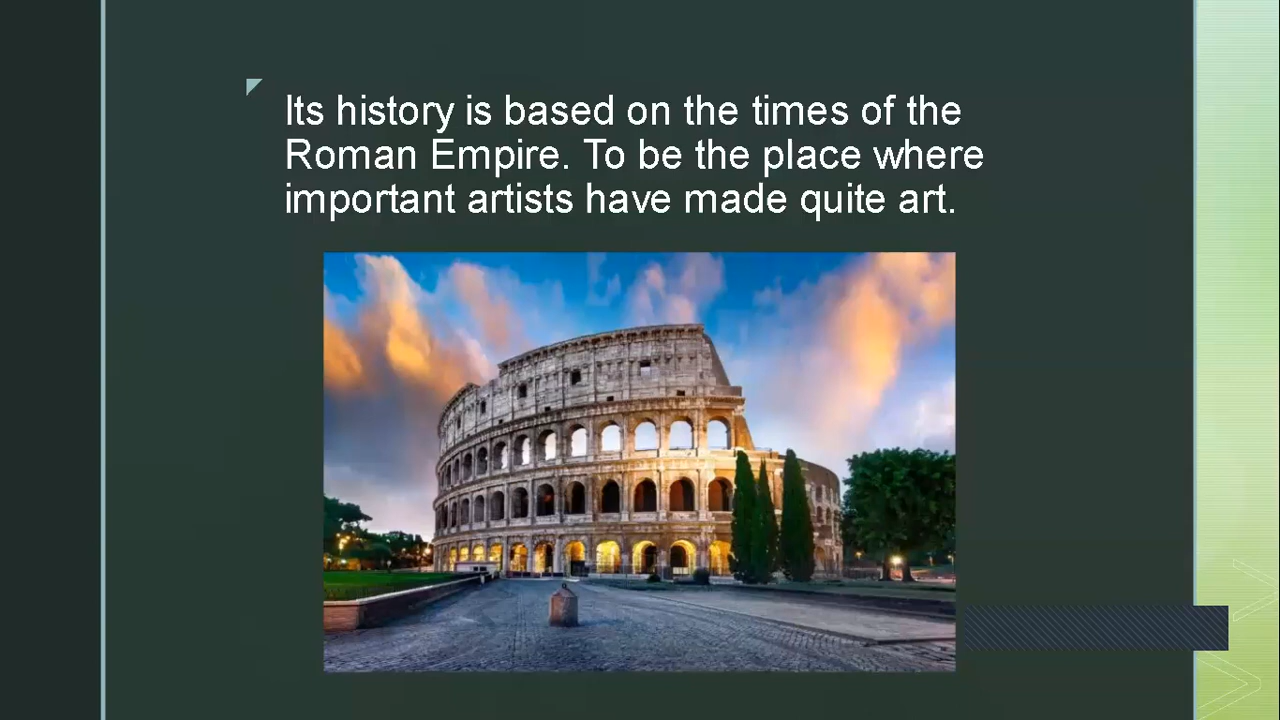 Its history is based on the times of the
Roman Empire. To be the place where
important artists have made quite art.